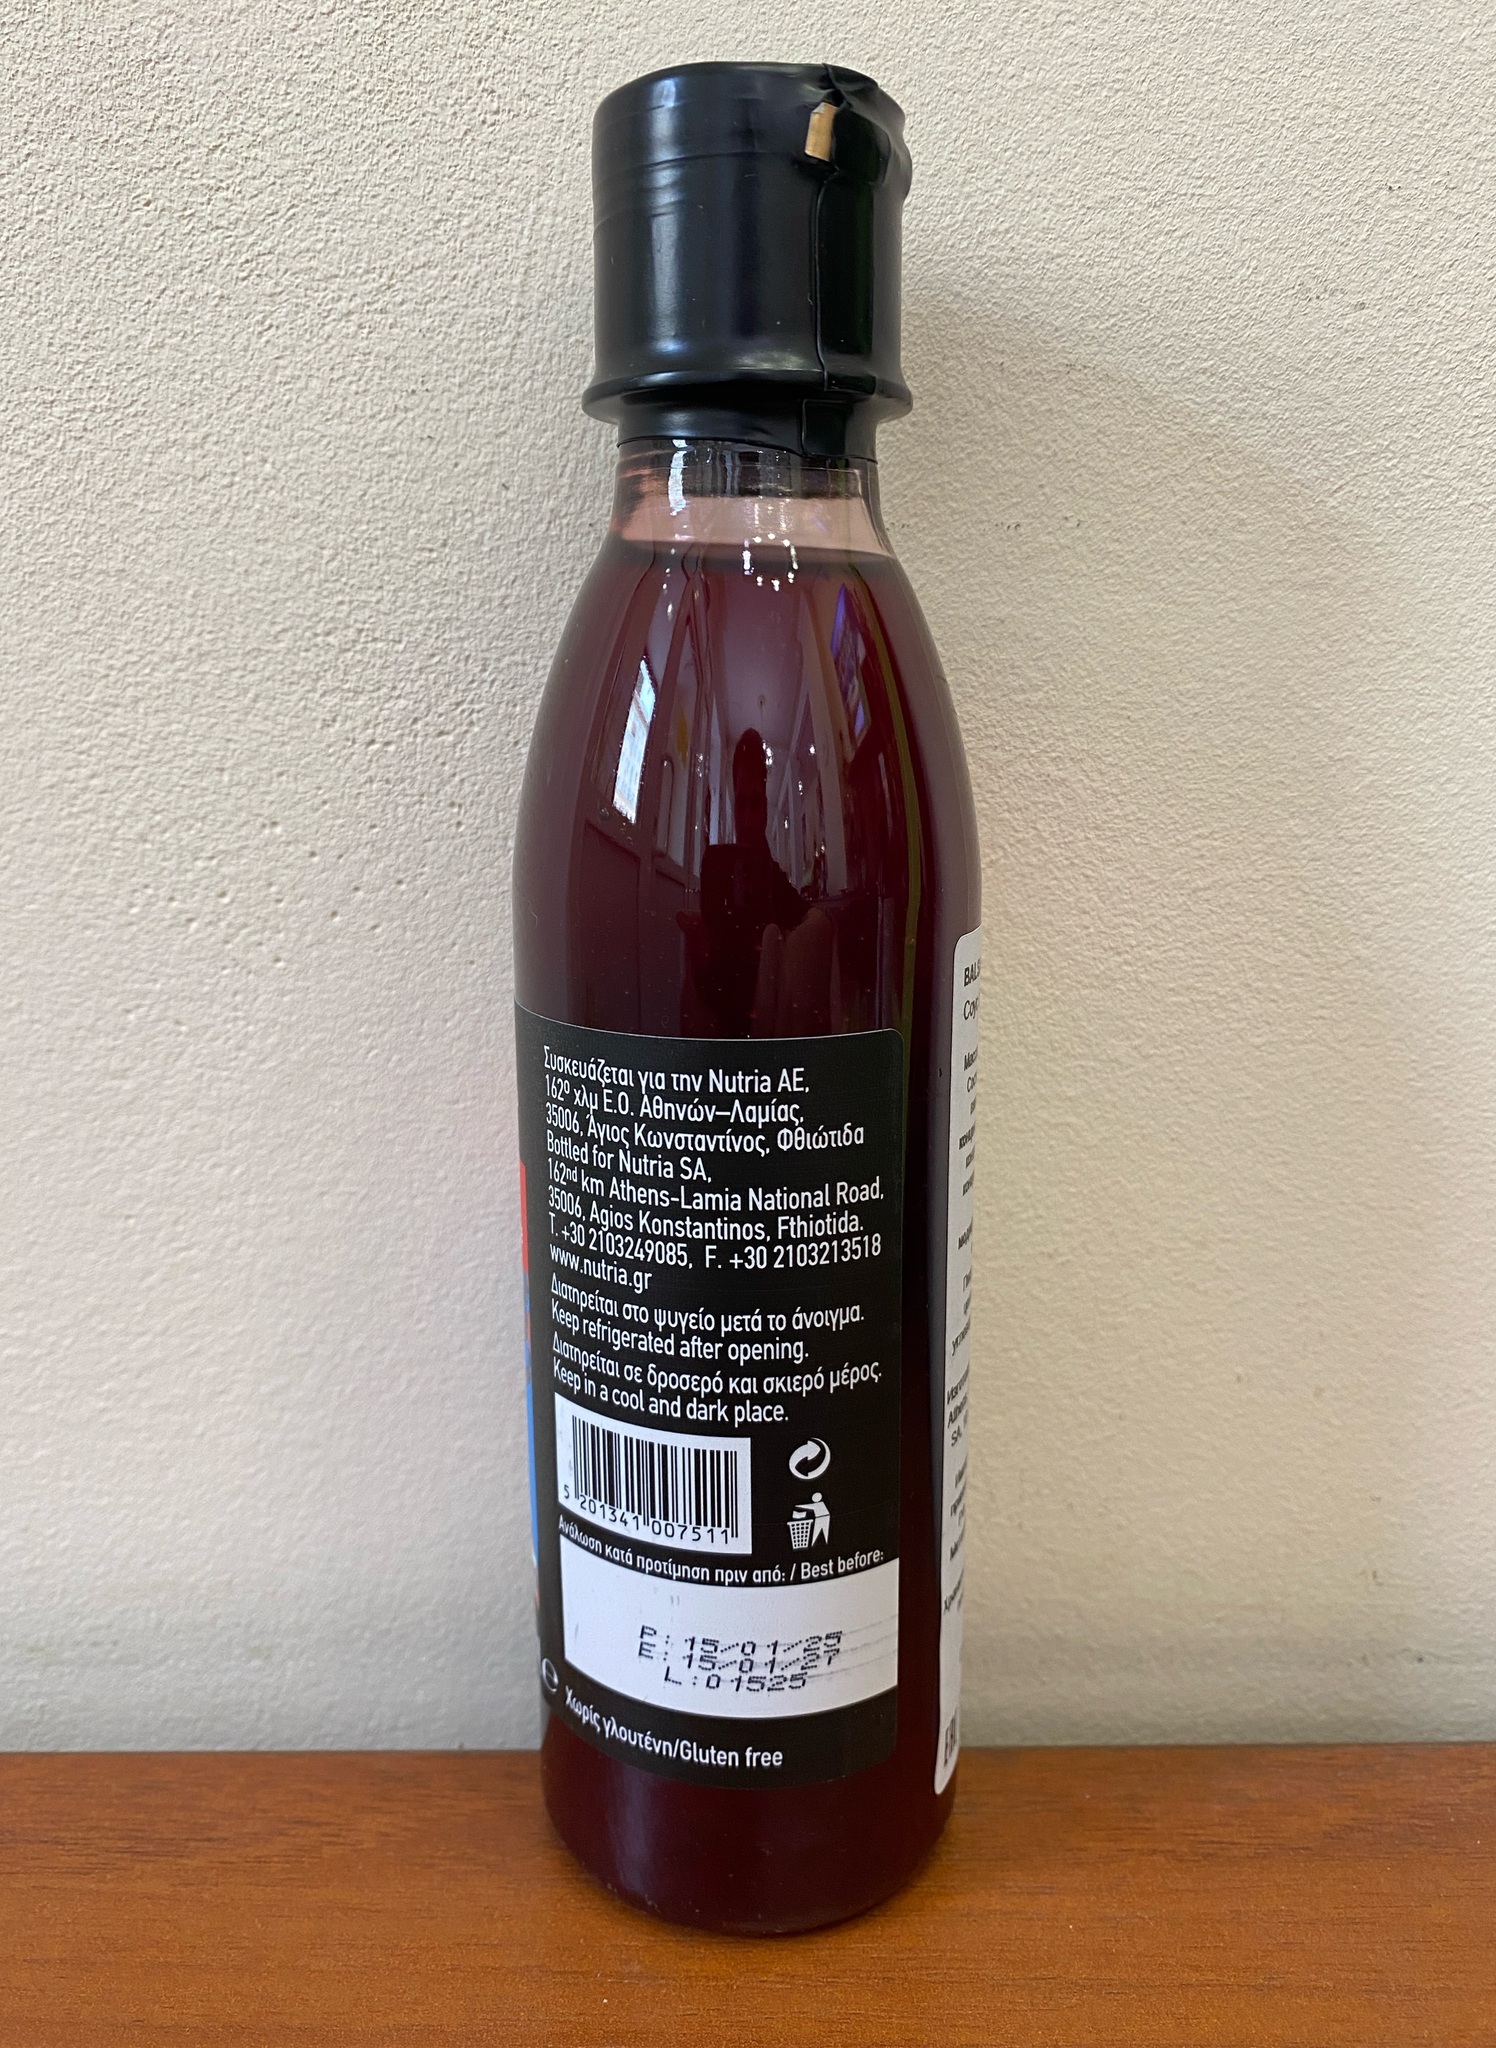 Συσκευάζεται για την Nutria AE,
162º χλμ Ε.Ο. Αθηνών–Λαμίας,
35006, Άγιος Κωνσταντίνος, Φθιώτιδα
Bottled for Nutria SA,
162nd km Athens-Lamia National Road,
35006, Agios Konstantinos, Fthiotida.
T. +30 2103249085, F. +30 2103213518
www.nutria.gr
Διατηρείται στο ψυγείο μετά το άνοιγμα.
Keep refrigerated after opening.
Διατηρείται σε δροσερό και σκιερό μέρος.
Keep in a cool and dark place.
5 201341 007511
Ανάλωση κατά προτίμηση πριν από: / Best before:
P: 15/01/25
E: 15/01/27
L:01525
℮ Χωρίς γλουτένη/Gluten free